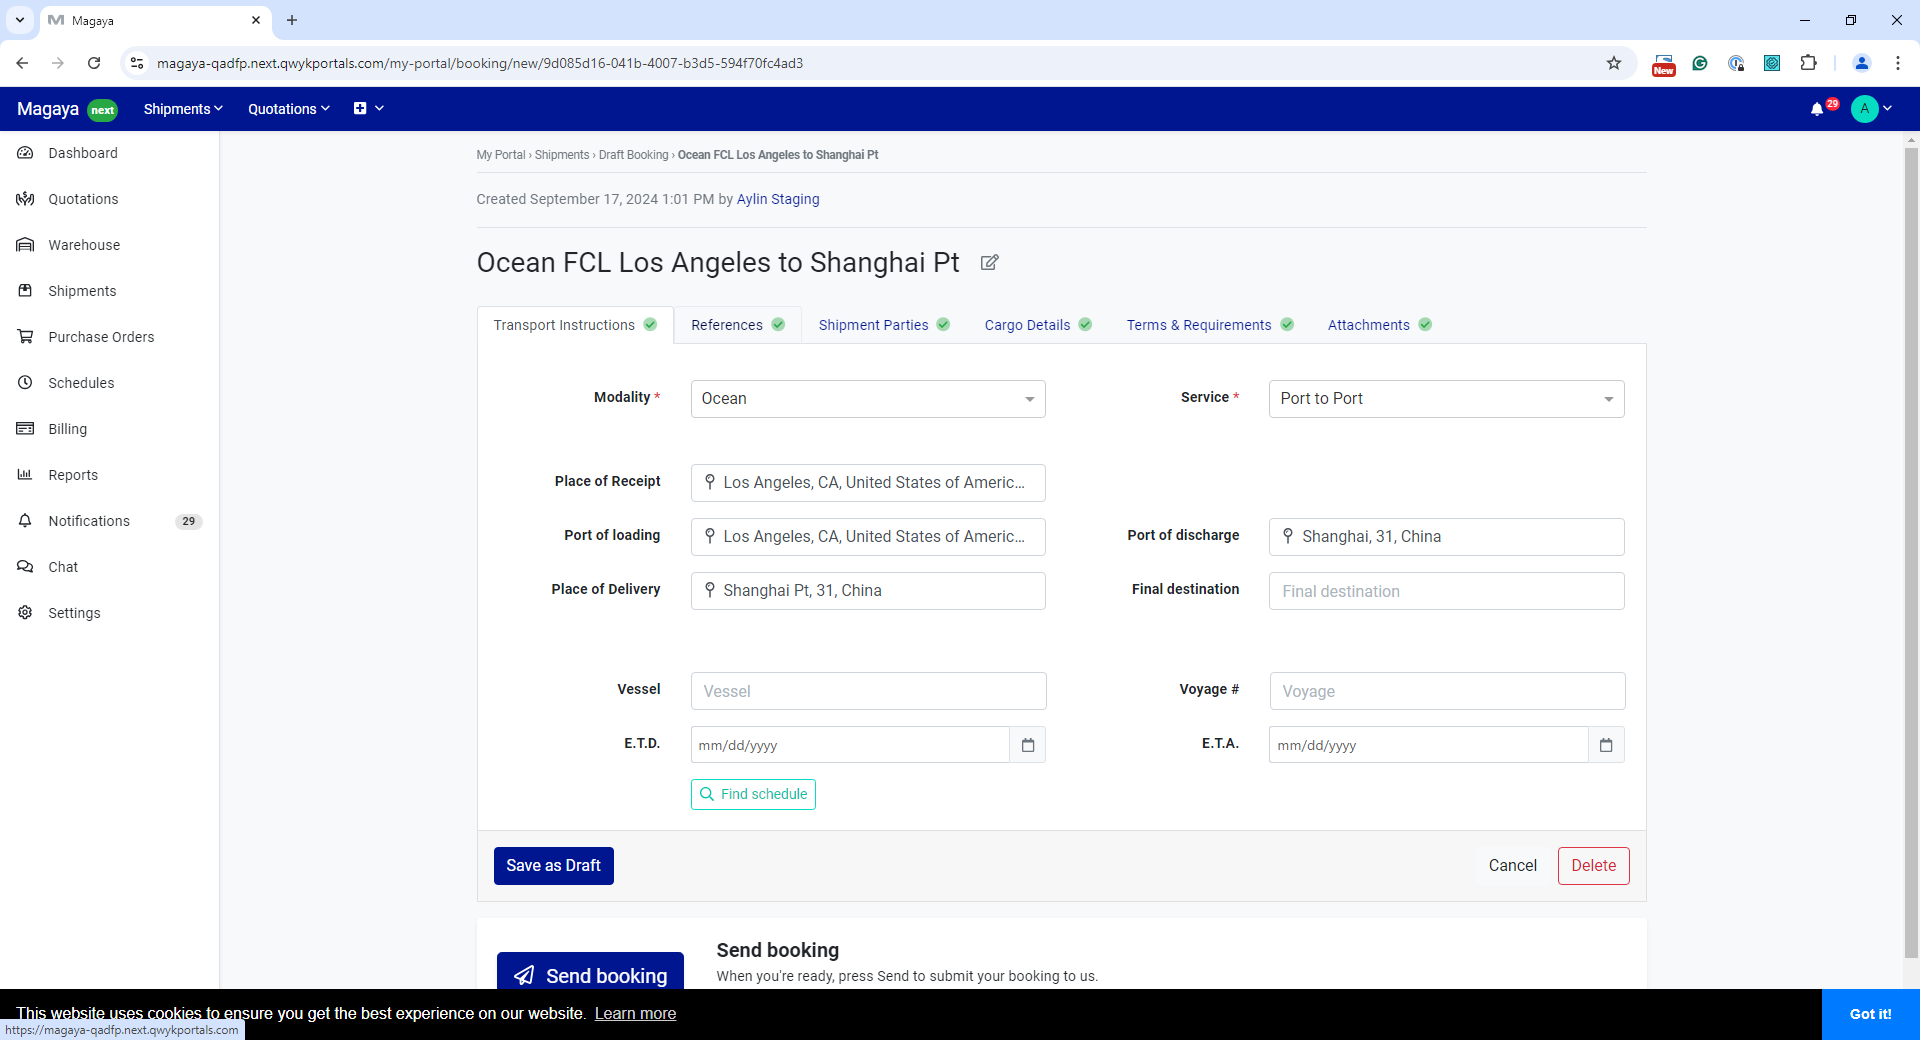 Magaya
magaya-qadfp.next.qwykportals.com/my-portal/booking/new/9d085d16-041b-4007-b3d5-594f70fc4ad3
New
Magaya next Shipments Quotations 29 A
Dashboard
Quotations
Warehouse
Shipments
Purchase Orders
Schedules
Billing
Reports
Notifications 29
Chat
Settings
My Portal › Shipments › Draft Booking › Ocean FCL Los Angeles to Shanghai Pt
Created September 17, 2024 1:01 PM by Aylin Staging
Ocean FCL Los Angeles to Shanghai Pt
Transport Instructions References Shipment Parties Cargo Details Terms & Requirements Attachments
Modality * Ocean Service * Port to Port
Place of Receipt Los Angeles, CA, United States of Americ...
Port of loading Los Angeles, CA, United States of Americ... Port of discharge Shanghai, 31, China
Place of Delivery Shanghai Pt, 31, China Final destination Final destination
Vessel Vessel Voyage # Voyage
E.T.D. mm/dd/yyyy E.T.A. mm/dd/yyyy
Find schedule
Save as Draft Cancel Delete
Send booking
Send booking
When you're ready, press Send to submit your booking to us.
This website uses cookies to ensure you get the best experience on our website. Learn more
Got it!
https://magaya-qadfp.next.qwykportals.com